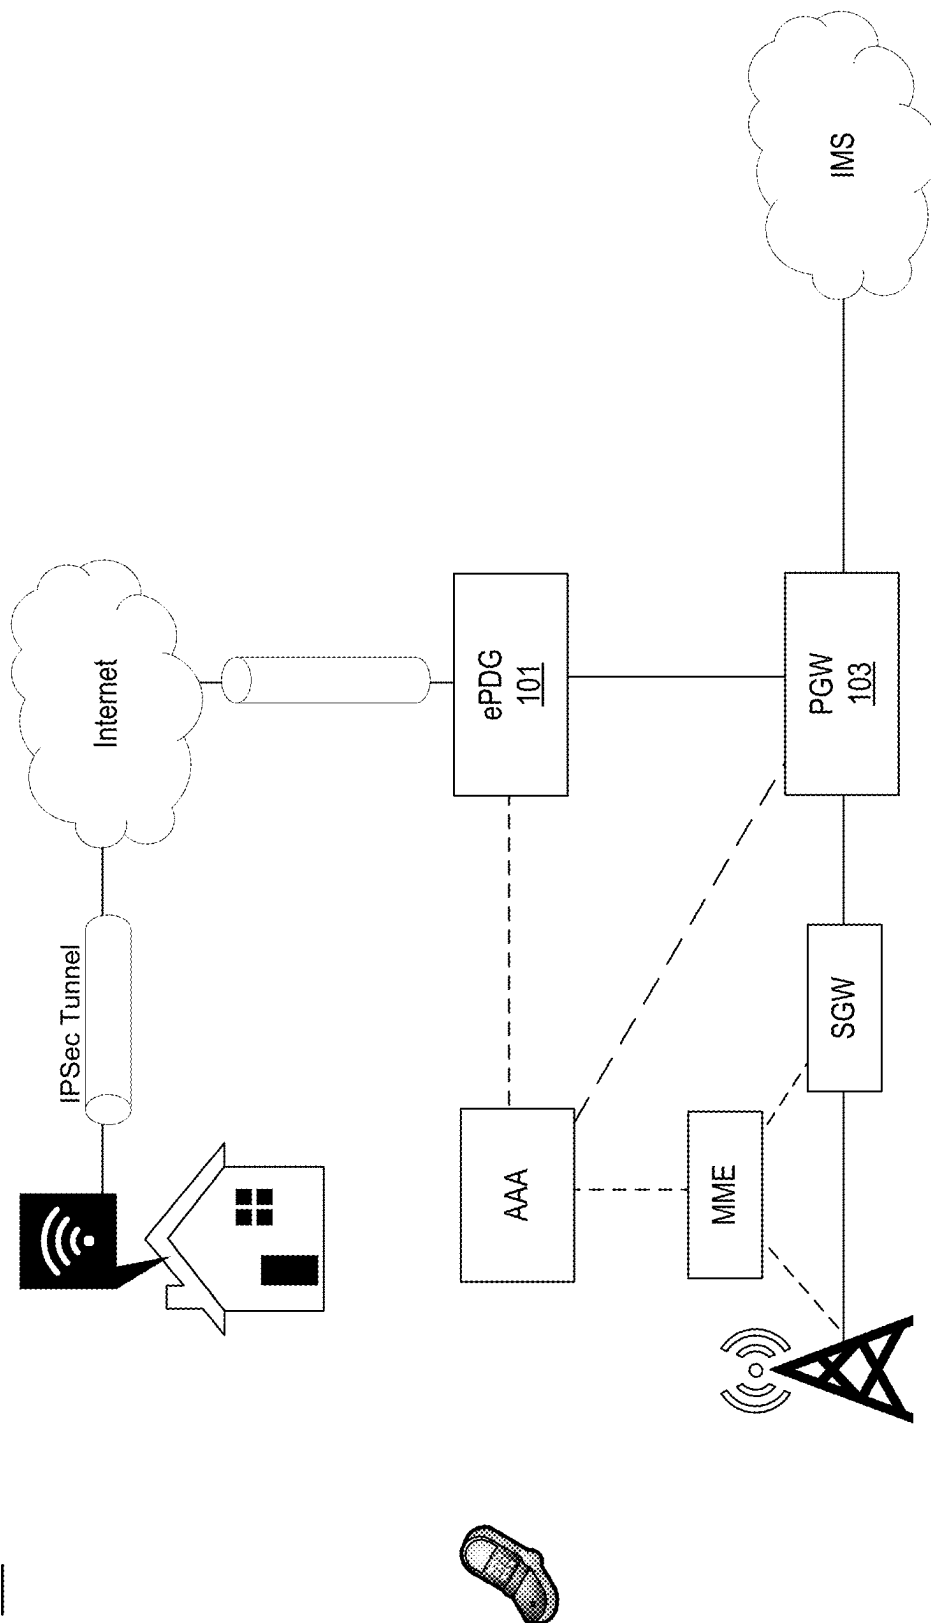 IPSec Tunnel
Internet
AAA
ePDG
101
MME
SGW
PGW
103
IMS